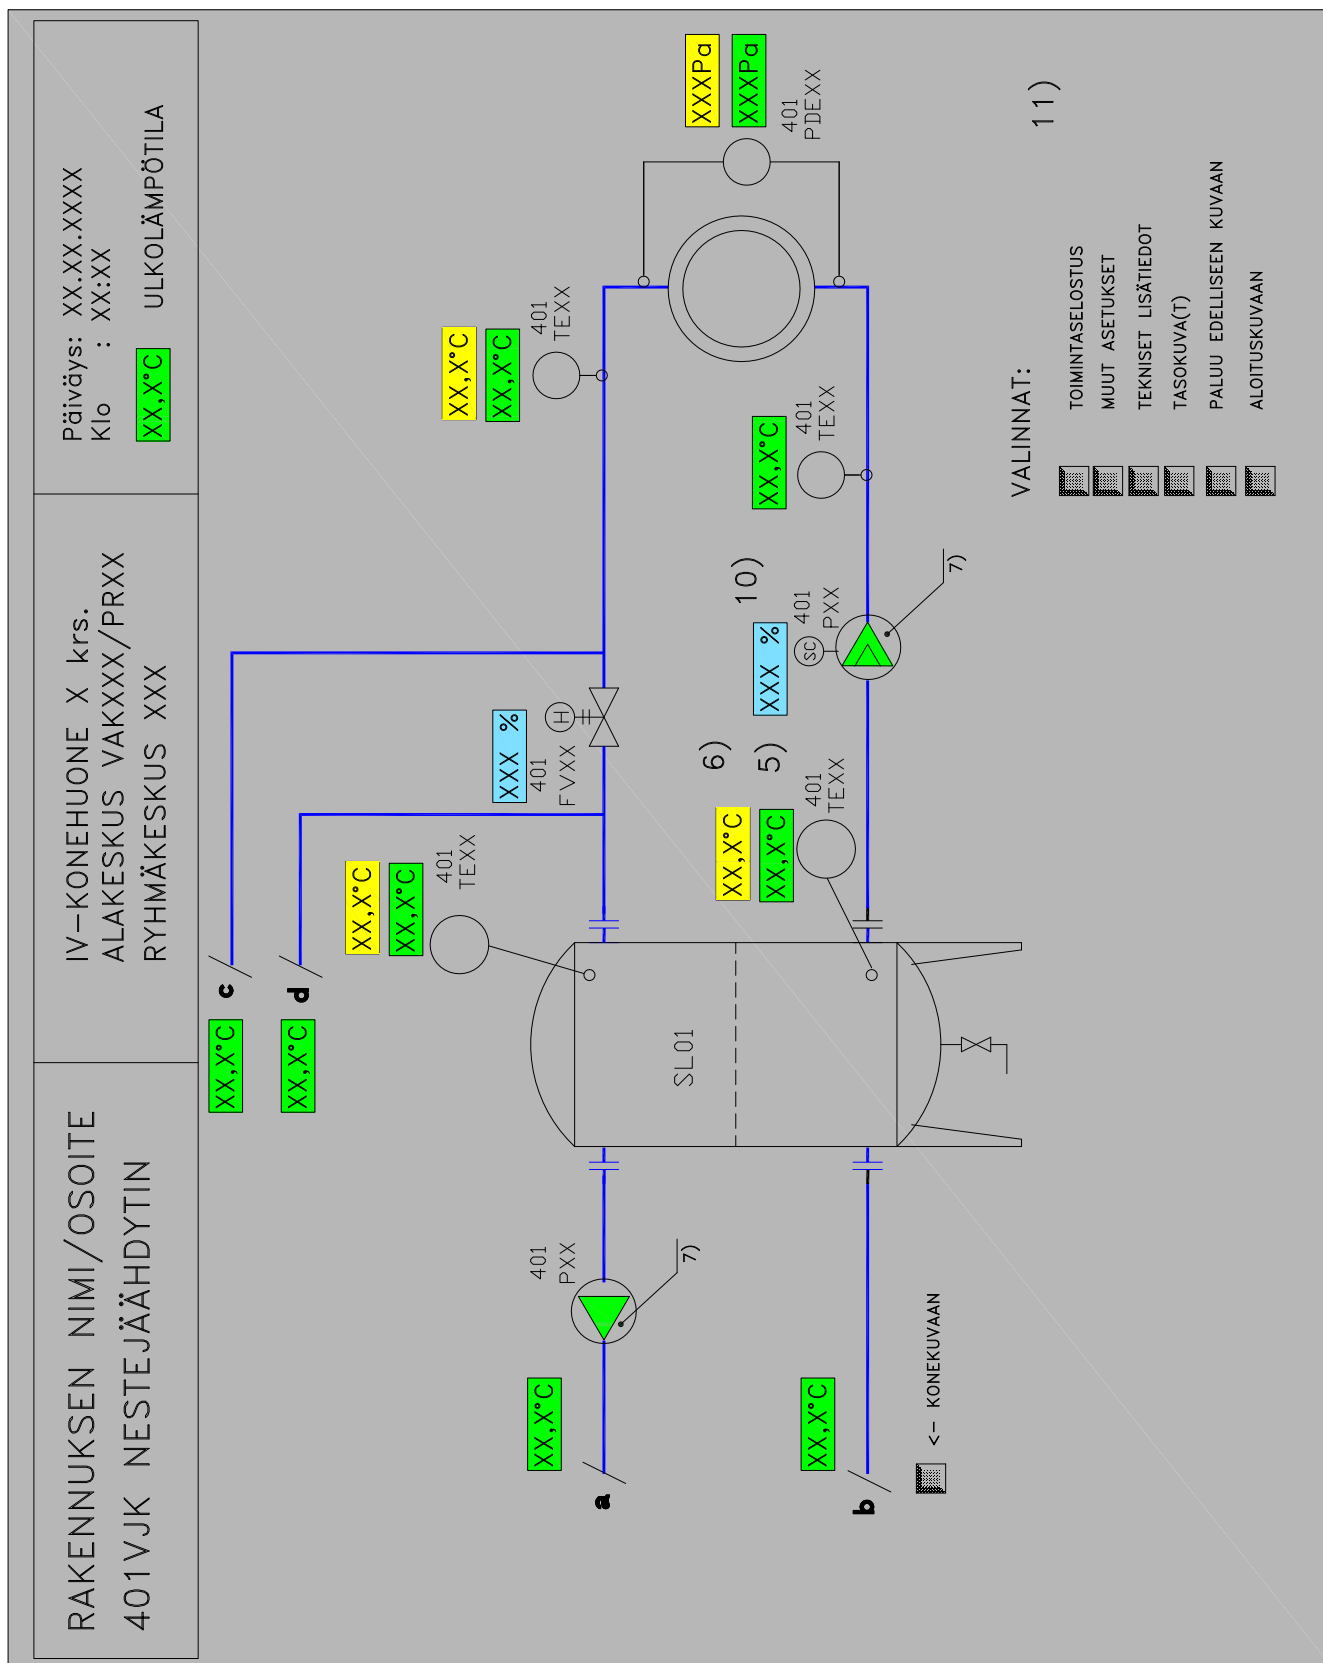 RAKENNUKSEN NIMI/OSOITE
401VJK NESTEJÄÄHDYTIN
IV-KONEHUONE X krs.
ALAKESKUS VAKXXX/PRXX
RYHMÄKESKUS XXX
Päiväys: XX.XX.XXXX
Klo : XX:XX
XX,X°C ULKOLÄMPÖTILA
XX,X°C
c
XX,X°C
d
XX,X°C
XX,X°C
401
TEXX
XXX %
401
FVXX
H
XX,X°C
XX,X°C
401
TEXX
XXXPa
XXXPa
401
PDEXX
XX,X°C
a
401
PXX
7)
SL01
6)
5)
XX,X°C
XX,X°C
401
TEXX
10)
XXX %
SC
401
PXX
7)
XX,X°C
401
TEXX
XX,X°C
b
<- KONEKUVAAN
11)
VALINNAT:
TOIMINTASELOSTUS
MUUT ASETUKSET
TEKNISET LISÄTIEDOT
TASOKUVA(T)
PALUU EDELLISEEN KUVAAN
ALOITUSKUVAAN